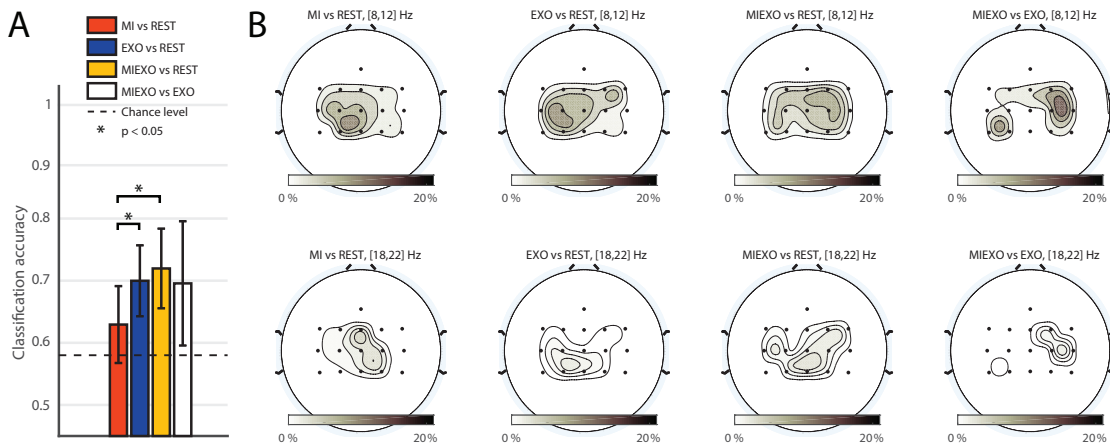 A
MI vs REST
EXO vs REST
MIEXO vs REST
MIEXO vs EXO
Chance level
* p < 0.05
Classification accuracy
1
0.9
0.8
0.7
0.6
0.5
*
*
B
MI vs REST, [8,12] Hz
EXO vs REST, [8,12] Hz
MIEXO vs REST, [8,12] Hz
MIEXO vs EXO, [8,12] Hz
0 % 20%
0 % 20%
0 % 20%
0 % 20%
MI vs REST, [18,22] Hz
EXO vs REST, [18,22] Hz
MIEXO vs REST, [18,22] Hz
MIEXO vs EXO, [18,22] Hz
0 % 20%
0 % 20%
0 % 20%
0 % 20%